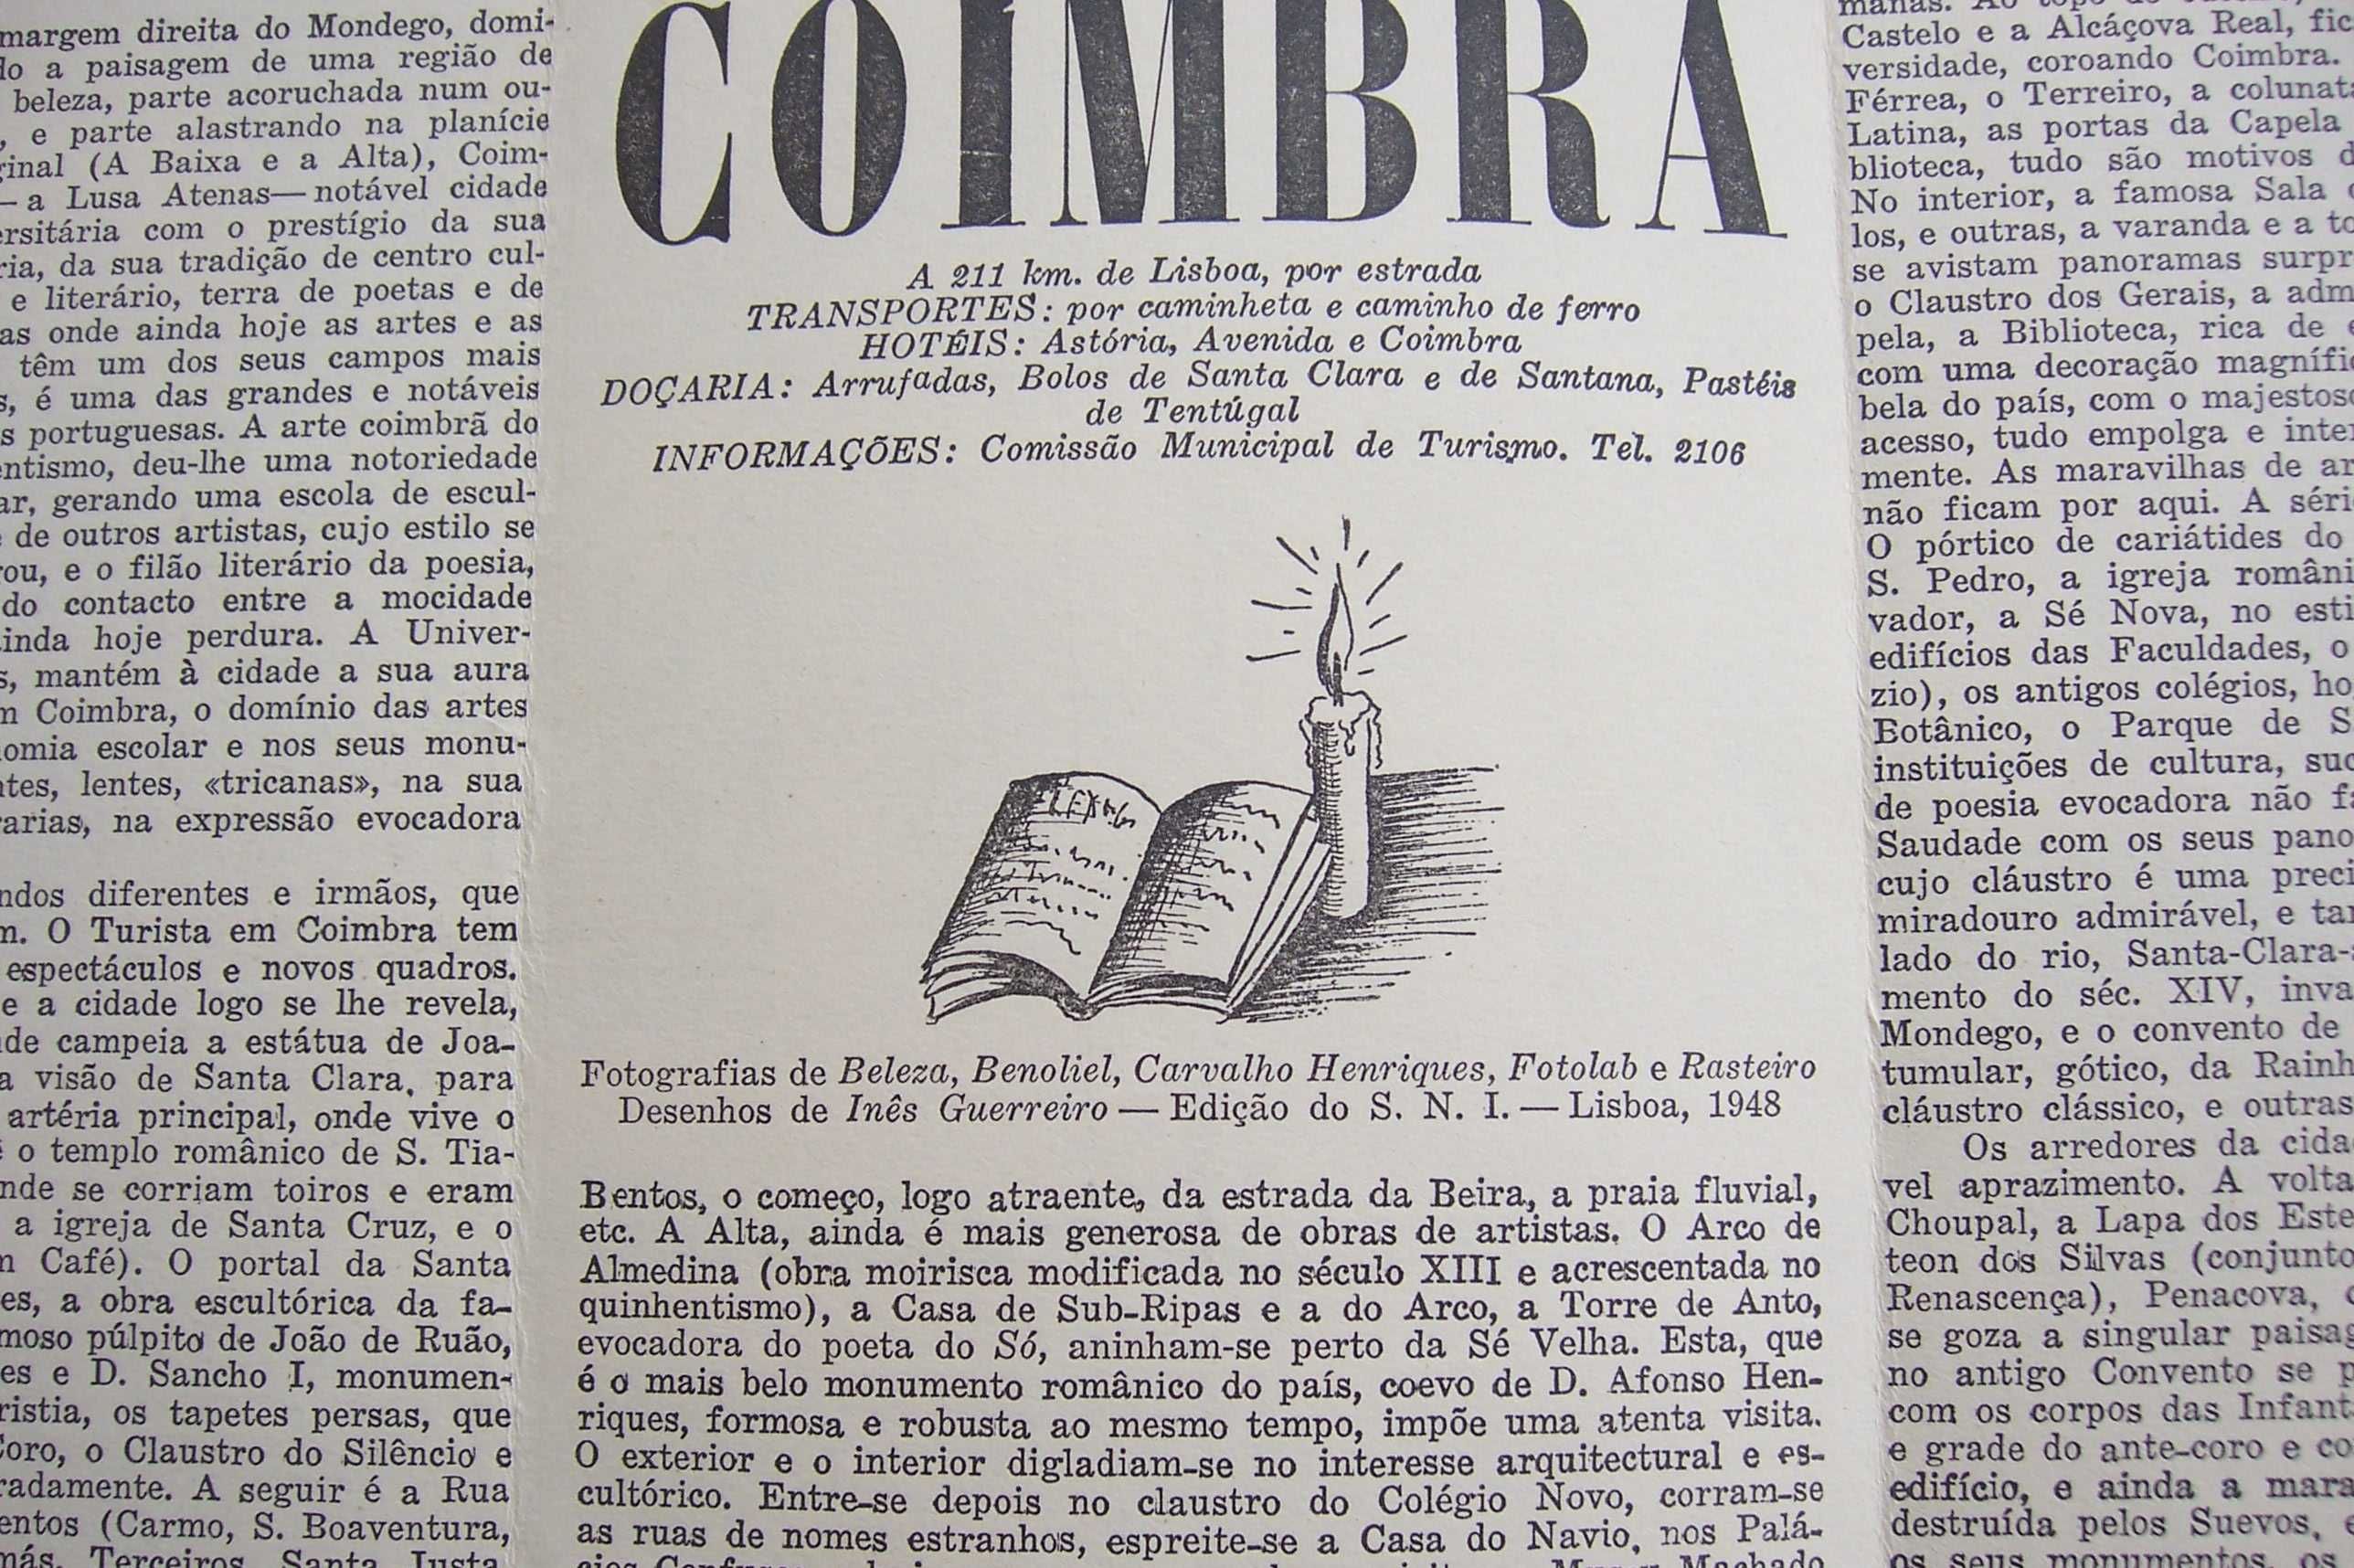 margem direita do Mondego, domi-
a paisagem de uma região de
beleza, parte acoruchada num ou-
, e parte alastrando na planície
(A Baixa e a Alta), Coim-
— a Lusa Atenas — notável cidade
com o prestígio da sua
da sua tradição de centro cul-
e literário, terra de poetas e de
onde ainda hoje as artes e as
têm um dos seus campos mais
é uma das grandes e notáveis
portuguesas. A arte coimbrã do
deu-lhe uma notoriedade
gerando uma escola de escul-
de outros artistas, cujo estilo se
e o filão literário da poesia,
do contacto entre a mocidade
hoje perdura. A Univer-
mantém à cidade a sua aura
Coimbra, o domínio das artes
escolar e nos seus monu-
lentes, «tricanas», na sua
na expressão evocadora
diferentes e irmãos, que
O Turista em Coimbra tem
espectáculos e novos quadros.
e a cidade logo se lhe revela,
campeia a estátua de Joa-
visão de Santa Clara, para
artéria principal, onde vive o
o templo românico de S. Tia-
se corriam toiros e eram
a igreja de Santa Cruz, e o
Café). O portal da Santa
a obra escultórica da fa-
púlpito de João de Ruão,
e D. Sancho I, monumen-
os tapetes persas, que
o Claustro do Silêncio e
A seguir é a Rua
(Carmo, S. Boaventura,
Terceiros, Santa Justa,
COIMBRA
A 211 km. de Lisboa, por estrada
TRANSPORTES: por caminheta e caminho de ferro
HOTÉIS: Astória, Avenida e Coimbra
DOÇARIA: Arrufadas, Bolos de Santa Clara e de Santana, Pastéis
de Tentúgal
INFORMAÇÕES: Comissão Municipal de Turismo. Tel. 2106
Fotografias de Beleza, Benoliel, Carvalho Henriques, Fotolab e Rasteiro
Desenhos de Inês Guerreiro — Edição do S. N. I. — Lisboa, 1948
Bentos, o começo, logo atraente, da estrada da Beira, a praia fluvial,
etc. A Alta, ainda é mais generosa de obras de artistas. O Arco de
Almedina (obra moirisca modificada no século XIII e acrescentada no
quinhentismo), a Casa de Sub-Ripas e a do Arco, a Torre de Anto,
evocadora do poeta do Só, aninham-se perto da Sé Velha. Esta, que
é o mais belo monumento românico do país, coevo de D. Afonso Hen-
riques, formosa e robusta ao mesmo tempo, impõe uma atenta visita.
O exterior e o interior digladiam-se no interesse arquitectural e es-
cultórico. Entre-se depois no claustro do Colégio Novo, corram-se
as ruas de nomes estranhos, espreite-se a Casa do Navio, nos Palá-
Machado
Castelo e a Alcáçova Real,
versidade, coroando Coimbra.
Férrea, o Terreiro, a
Latina, as portas da Capela
blioteca, tudo são motivos
No interior, a famosa Sala
los, e outras, a varanda e a
se avistam panoramas
o Claustro dos Gerais, a
pela, a Biblioteca, rica de
com uma decoração
bela do país, com o
acesso, tudo empolga e
mente. As maravilhas de
não ficam por aqui. A
O pórtico de cariátides do
S. Pedro, a igreja
vador, a Sé Nova, no
edifícios das Faculdades, o
zio), os antigos colégios,
Botânico, o Parque de
instituições de cultura,
de poesia evocadora não
Saudade com os seus
cujo cláustro é uma
miradouro admirável, e
lado do rio, Santa-Clara-
mento do séc. XIV,
Mondego, e o convento de
tumular, gótico, da
cláustro clássico, e outras
Os arredores da
vel aprazimento. A volta
Choupal, a Lapa dos
teon dos Silvas (conjunto
Renascença), Penacova,
se goza a singular
no antigo Convento se
com os corpos das
e grade do ante-coro e
edifício, e ainda a
destruída pelos Suevos,
os seus monumentos, os